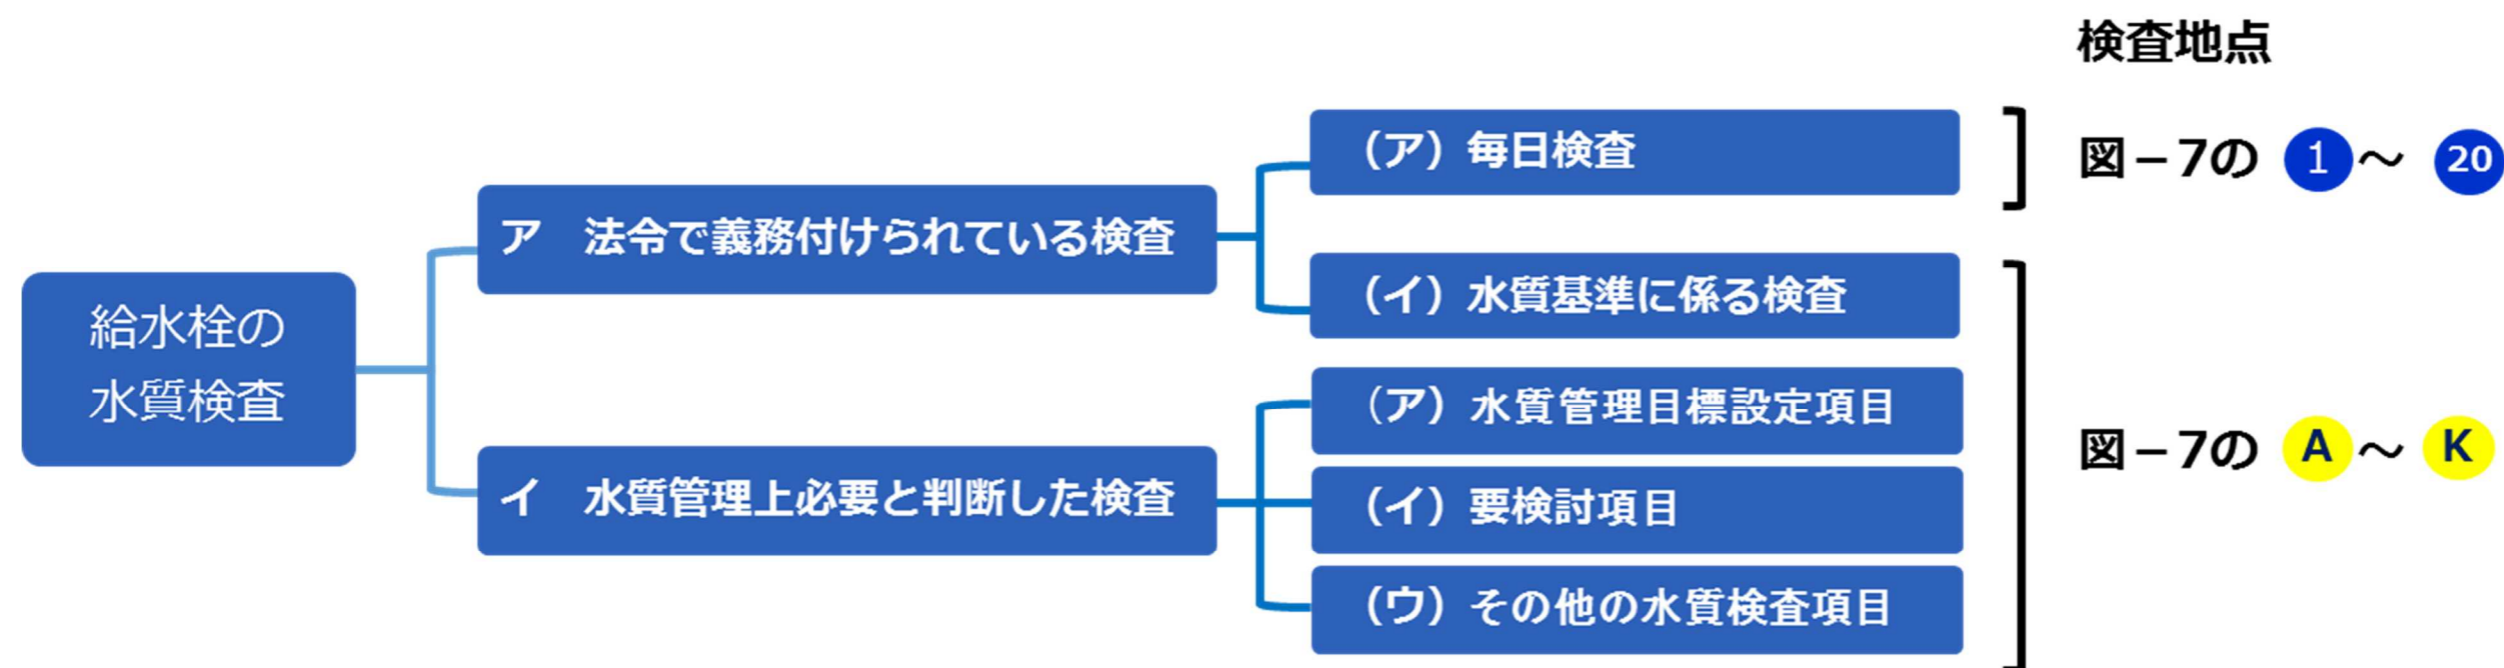 検査地点
給水栓の
水質検査
ア　法令で義務付けられている検査
（ア）毎日検査
図－7の 1～ 20
（イ）水質基準に係る検査
イ　水質管理上必要と判断した検査
（ア）水質管理目標設定項目
（イ）要検討項目
（ウ）その他の水質検査項目
図－7の A～ K